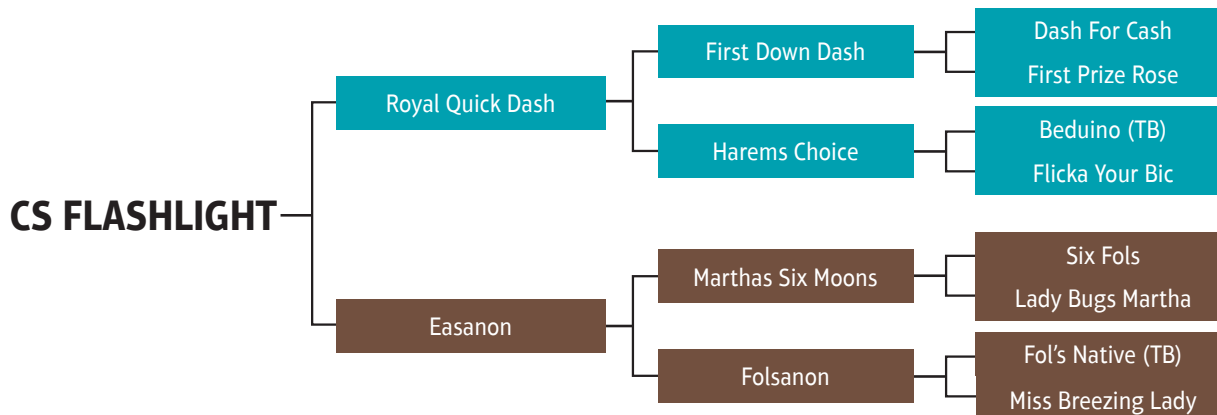 CS FLASHLIGHT
Royal Quick Dash
First Down Dash
Dash For Cash
First Prize Rose
Harems Choice
Beduino (TB)
Flicka Your Bic
Easanon
Marthas Six Moons
Six Fols
Lady Bugs Martha
Folsanon
Fol's Native (TB)
Miss Breezing Lady